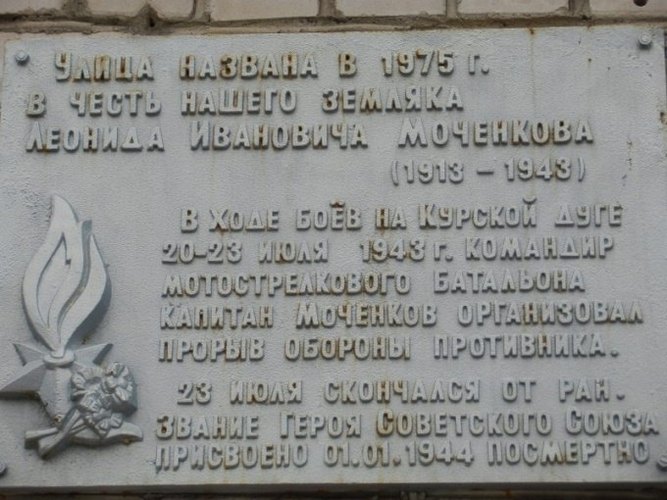 Улица названа в 1975 г.
в честь нашего земляка
Леонида Ивановича Моченкова
(1913 – 1943)
В ходе боёв на Курской дуге
20-23 июля 1943 г. командир
мотострелкового батальона
капитан Моченков организовал
прорыв обороны противника.
23 июля скончался от ран.
Звание Героя Советского Союза
присвоено 01.01.1944 посмертно